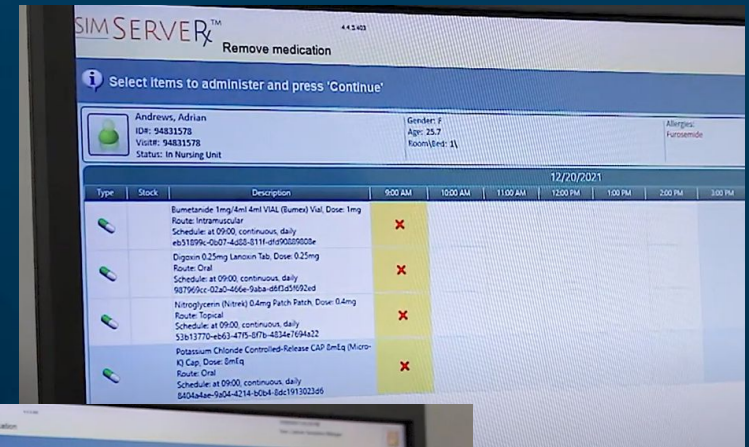 SIMSERVERx™
4.4.3.403
Remove medication
Select items to administer and press 'Continue'
Andrews, Adrian
ID#: 94831578
Visit#: 94831578
Status: In Nursing Unit
Gender: F
Age: 25.7
Room\Bed: 1\
Allergies:
Furosemide
12/20/2021
Type Stock Description 9:00 AM 10:00 AM 11:00 AM 12:00 PM 1:00 PM 2:00 PM 3:00 PM
Bumetanide 1mg/4ml 4ml VIAL (Bumex) Vial, Dose: 1mg
Route: Intramuscular
Schedule: at 09:00, continuous, daily
eb51899c-0b07-4d88-811f-dfd90889808e
Digoxin 0.25mg Lanoxin Tab, Dose: 0.25mg
Route: Oral
Schedule: at 09:00, continuous, daily
987969cc-02a0-466e-9aba-d6f3d5f692ed
Nitroglycerin (Nitrek) 0.4mg Patch Patch, Dose: 0.4mg
Route: Topical
Schedule: at 09:00, continuous, daily
53b13770-eb63-47f5-8f7b-4834e7694a22
Potassium Chloride Controlled-Release CAP 8mEq (Micro-
K) Cap, Dose: 8mEq
Route: Oral
Schedule: at 09:00, continuous, daily
8404a4ae-9a04-4214-b0b4-8dc1913023d6